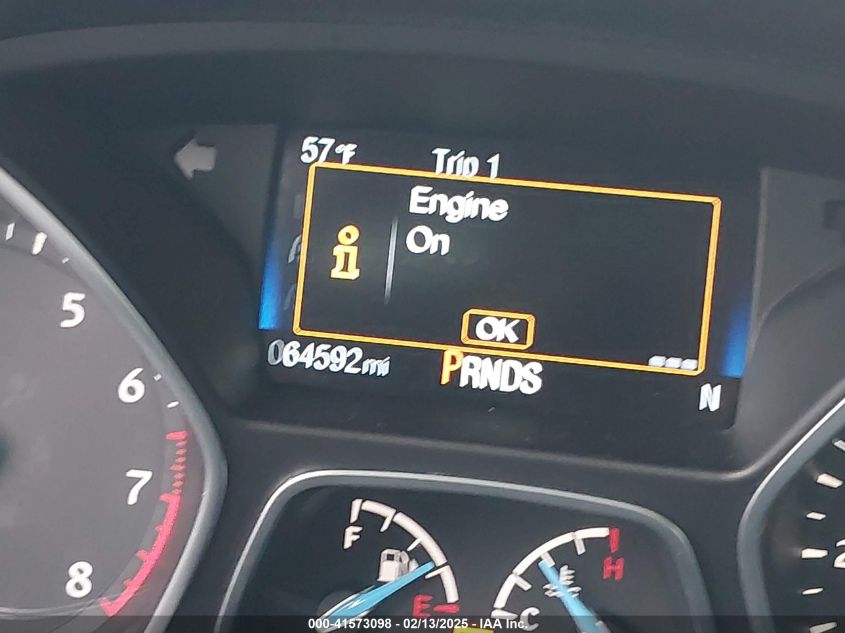 57°F Trip 1
Engine
On
OK
064592mi PRNDS N
5
6
7
8
F
E
C
H
2
000-41573098 - 02/13/2025 - IAA Inc.